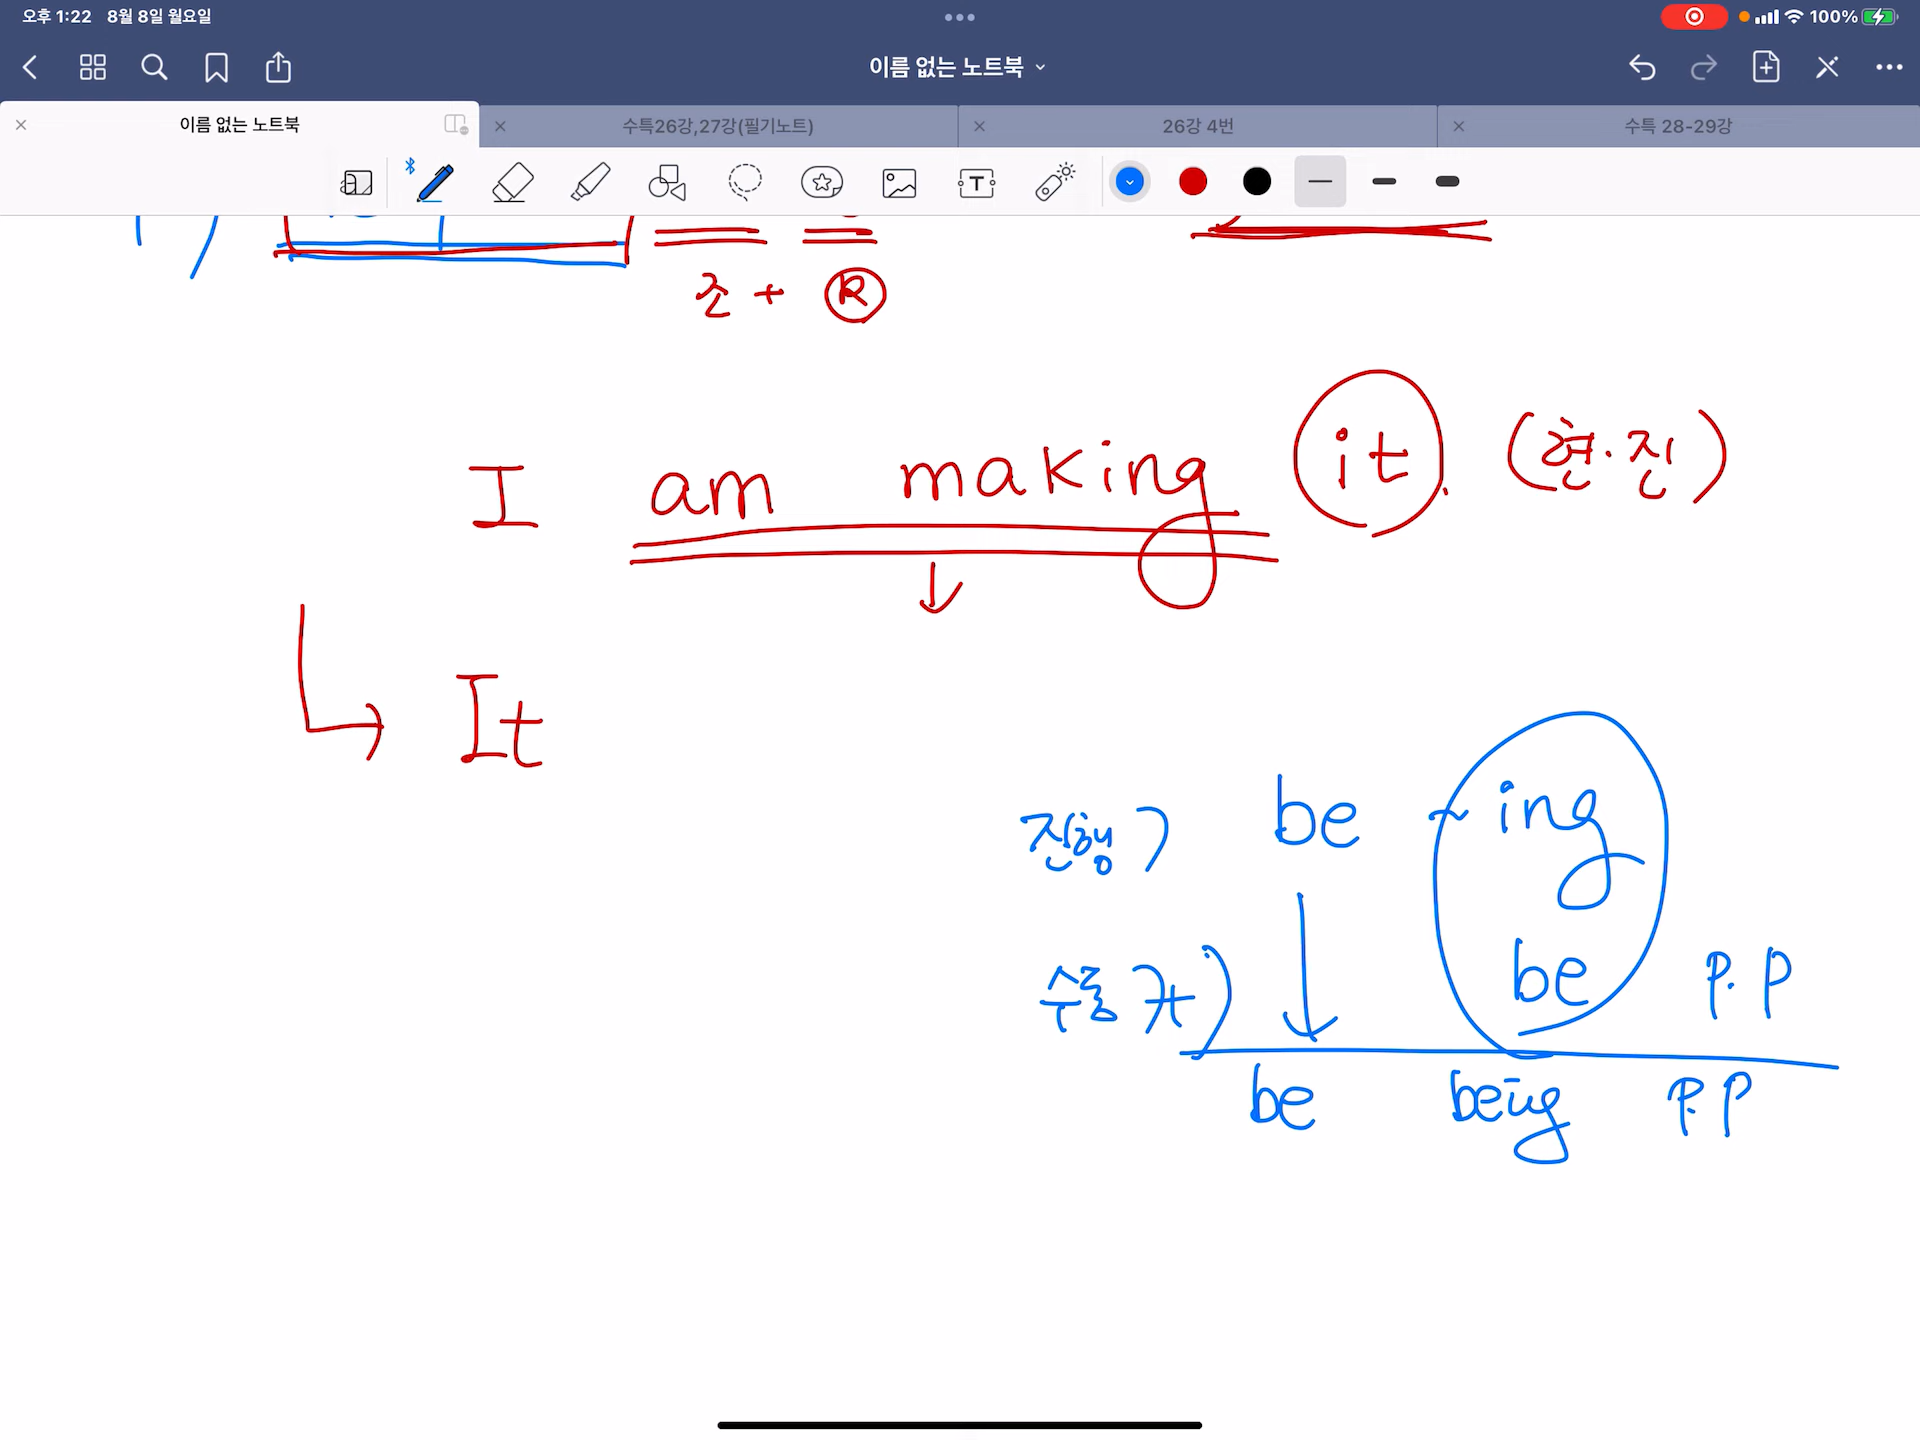 오후 1:22 8월 8일 월요일 100%
이름 없는 노트북
이름 없는 노트북 수특26강,27강(필기노트) 26강 4번 수특 28-29강
조 + R
I am making it. (현.진)
It
진행) be ~ing
수동태) be P.P
be being P.P